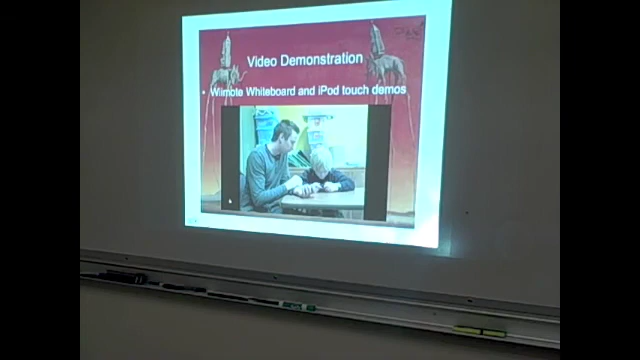 Video Demonstration
• Wiimote Whiteboard and iPod touch demos